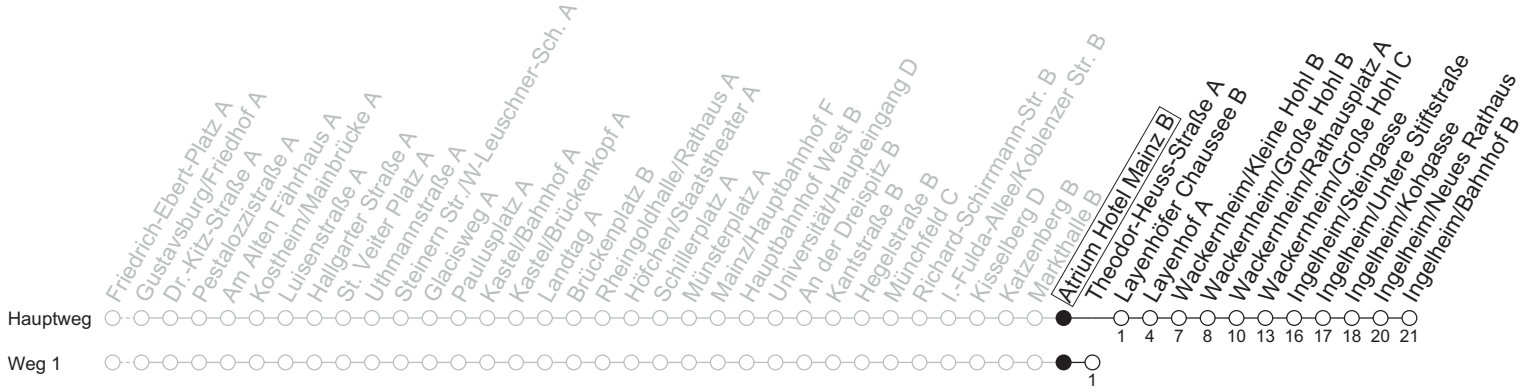 Friedrich-Ebert-Platz A
Gustavsburg/Friedhof A
Dr.-Kitz-Straße A
Pestalozzistraße A
Am Alten Fährhaus A
Kostheim/Mainbrücke A
Luisenstraße A
Hallgarter Straße A
St. Veiter Platz A
Uthmannstraße A
Steinern Str./W-Leuschner-Sch. A
Glacisweg A
Paulusplatz A
Kastel/Bahnhof A
Kastel/Brückenkopf A
Landtag A
Brückenplatz B
Rheingoldhalle/Rathaus A
Höfchen/Staatstheater A
Schillerplatz A
Münsterplatz A
Mainz/Hauptbahnhof F
Hauptbahnhof West B
Universität/Haupteingang D
An der Dreispitz B
Kantstraße B
Hegelstraße B
Münchfeld C
Richard-Schirrmann-Str. B
I.-Fulda-Allee/Koblenzer Str. B
Kisselberg D
Katzenberg B
Markthalle B
Atrium Hotel Mainz B
Theodor-Heuss-Straße A
Layenhöfer Chaussee B
Layenhof A
Wackernheim/Kleine Hohl B
Wackernheim/Große Hohl B
Wackernheim/Rathausplatz A
Wackernheim/Große Hohl C
Ingelheim/Steingasse
Ingelheim/Untere Stiftstraße
Ingelheim/Kohgasse
Ingelheim/Neues Rathaus
Ingelheim/Bahnhof B
Hauptweg
1 4 7 8 10 13 16 17 18 20 21
Weg 1
1